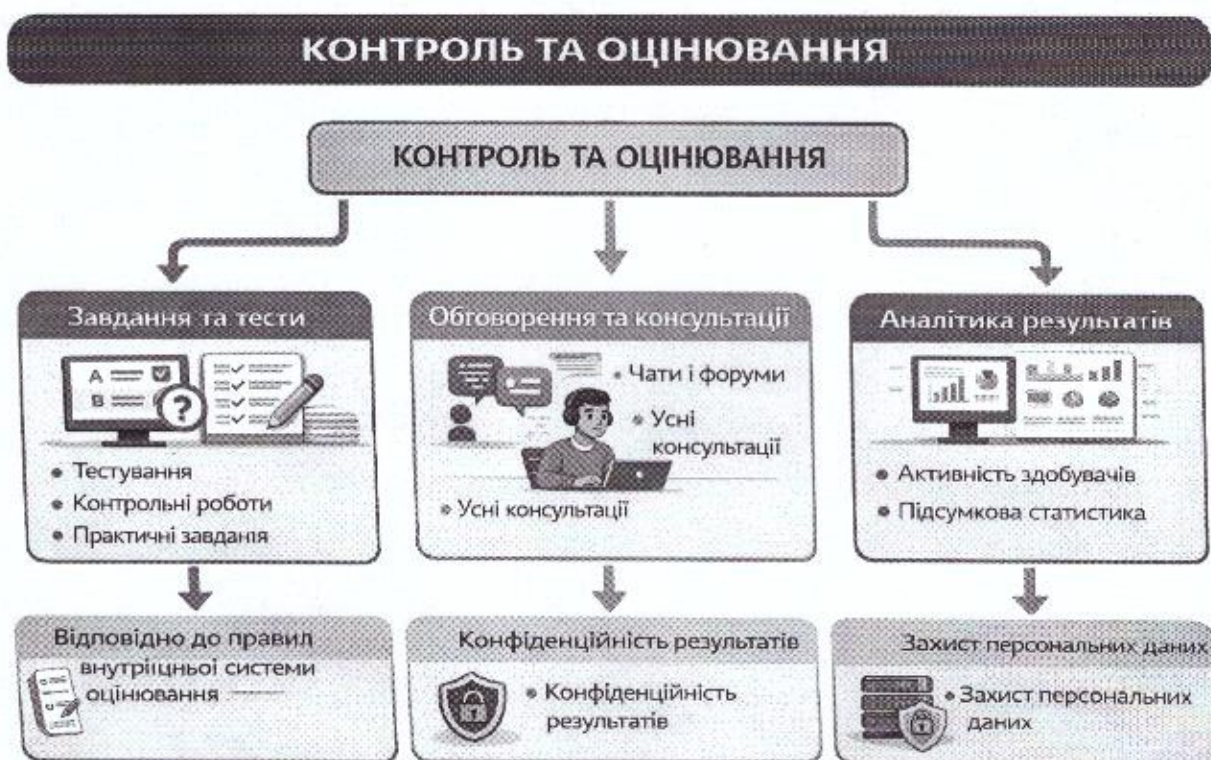 КОНТРОЛЬ ТА ОЦІНЮВАННЯ
КОНТРОЛЬ ТА ОЦІНЮВАННЯ
Завдання та тести
A
B
?
• Тестування
• Контрольні роботи
• Практичні завдання
Обговорення та консультації
• Чати і форуми
• Усні
консультації
• Усні консультації
Аналітика результатів
• Активність здобувачів
• Підсумкова статистика
Відповідно до правил
внутріцньої системи
оцінювання
Конфіденційність результатів
• Конфіденційність
результатів
Захист персональних даних
• Захист персональних
даних